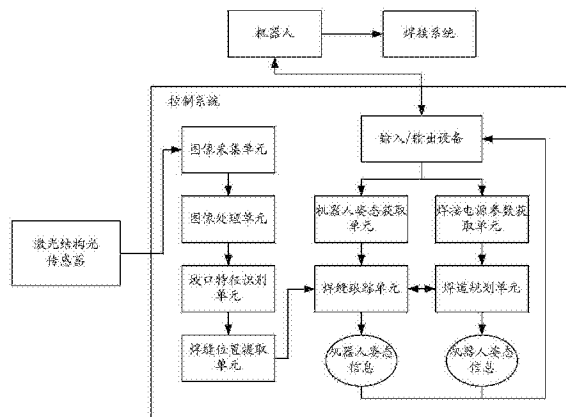 机器人
焊接系统
控制系统
输入/输出设备
图像采集单元
图像处理单元
机器人姿态获取
单元
焊接电源参数获
取单元
激光结构光
传感器
坡口特征识别
单元
焊缝跟踪单元
焊道规划单元
焊缝位置提取
单元
机器人姿态
信息
机器人姿态
信息